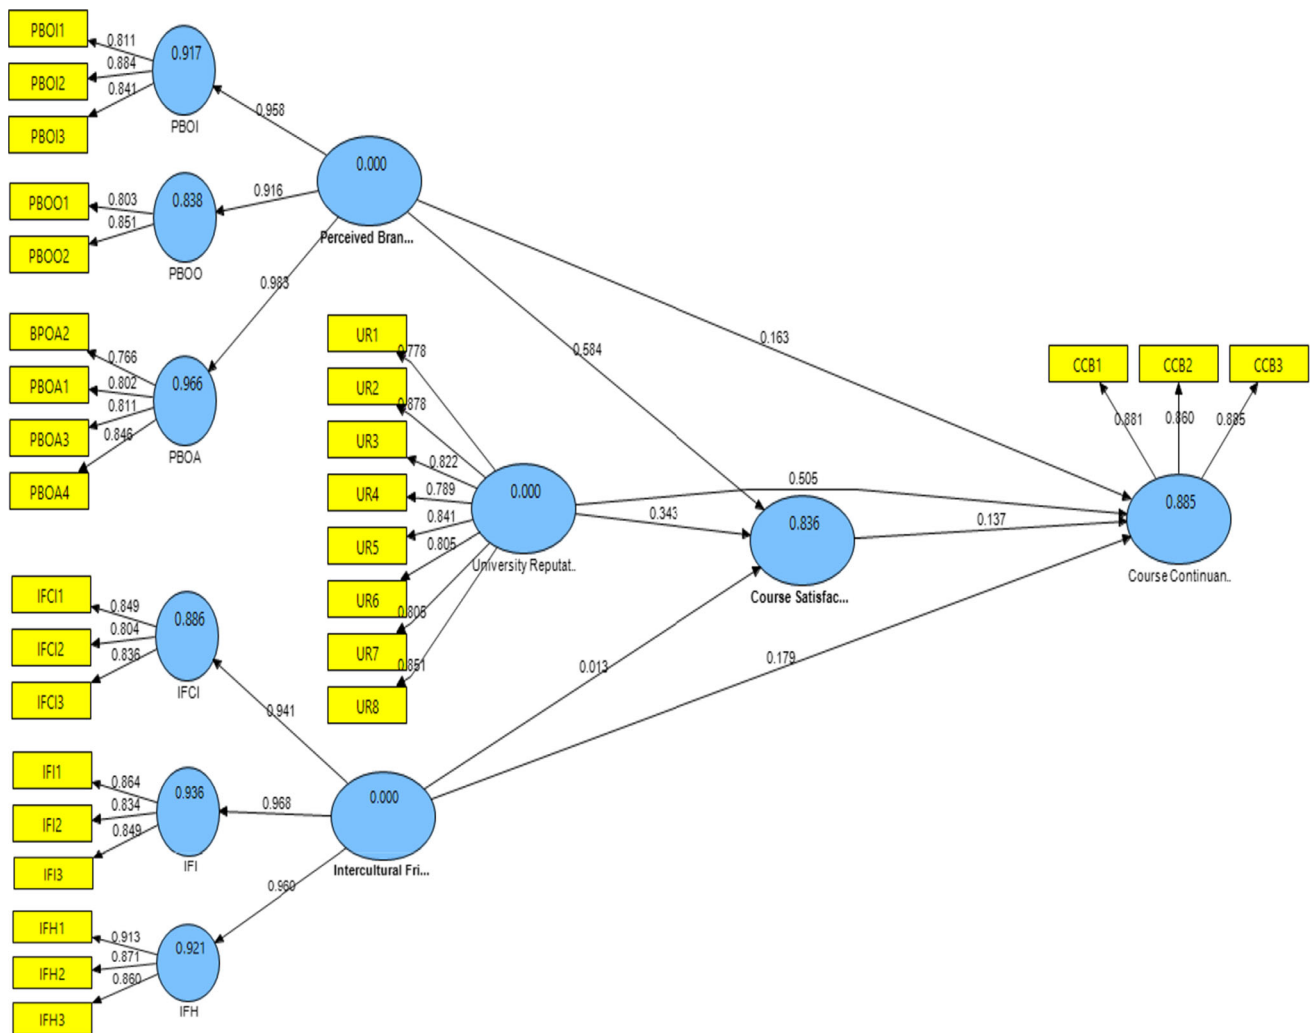 PBOI1
0.811
0.917
PBOI2
0.884
0.841
PBOI3
PBOI
0.958
0.000
PBOO1
0.803
0.838
0.916
0.851
PBOO2
PBOO
Perceived Bran...
0.983
BPOA2
0.766
PBOA1
0.802
0.966
PBOA3
0.811
0.846
PBOA
PBOA4
UR1
0.778
UR2
0.878
UR3
0.822
UR4
0.789
UR5
0.841
0.805
UR6
0.805
UR7
0.851
UR8
0.000
University Reputat..
0.584
0.163
0.505
0.343
0.836
Course Satisfac...
0.137
0.013
0.179
CCB1
CCB2
CCB3
0.881
0.860
0.885
0.885
Course Continuan..
IFCI1
0.849
0.886
IFCI2
0.804
0.836
IFCI3
IFCI
0.941
IFI1
0.864
0.936
0.968
0.000
IFI2
0.834
0.849
IFI3
IFI
Intercultural Fri...
0.960
IFH1
0.913
0.921
IFH2
0.871
0.860
IFH3
IFH